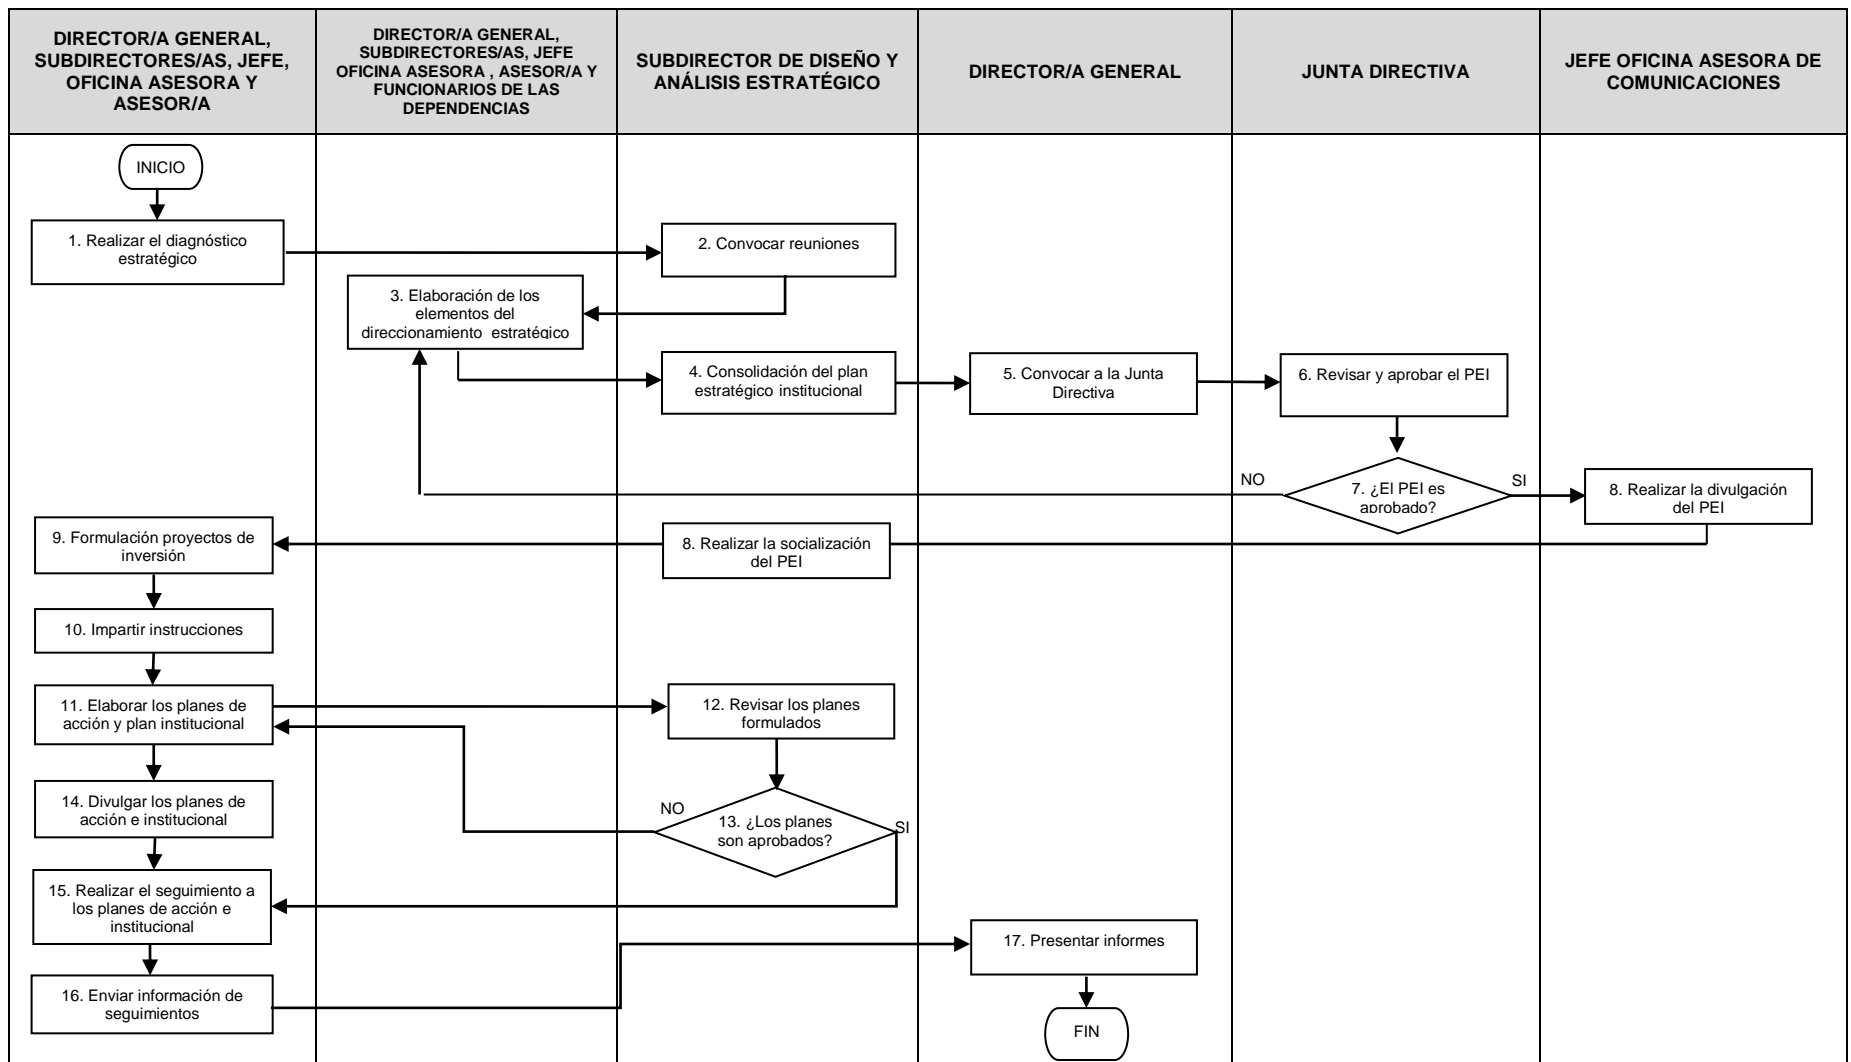 DIRECTOR/A GENERAL,
SUBDIRECTORES/AS, JEFE,
OFICINA ASESORA Y
ASESOR/A
DIRECTOR/A GENERAL,
SUBDIRECTORES/AS, JEFE
OFICINA ASESORA , ASESOR/A Y
FUNCIONARIOS DE LAS
DEPENDENCIAS
SUBDIRECTOR DE DISEÑO Y
ANÁLISIS ESTRATÉGICO
DIRECTOR/A GENERAL
JUNTA DIRECTIVA
JEFE OFICINA ASESORA DE
COMUNICACIONES
INICIO
1. Realizar el diagnóstico
estratégico
2. Convocar reuniones
3. Elaboración de los
elementos del
direccionamiento estratégico
4. Consolidación del plan
estratégico institucional
5. Convocar a la Junta
Directiva
6. Revisar y aprobar el PEI
NO
7. ¿El PEI es
aprobado?
SI
8. Realizar la divulgación
del PEI
9. Formulación proyectos de
inversión
8. Realizar la socialización
del PEI
10. Impartir instrucciones
11. Elaborar los planes de
acción y plan institucional
12. Revisar los planes
formulados
14. Divulgar los planes de
acción e institucional
NO
13. ¿Los planes
son aprobados?
SI
15. Realizar el seguimiento a
los planes de acción e
institucional
17. Presentar informes
16. Enviar información de
seguimientos
FIN